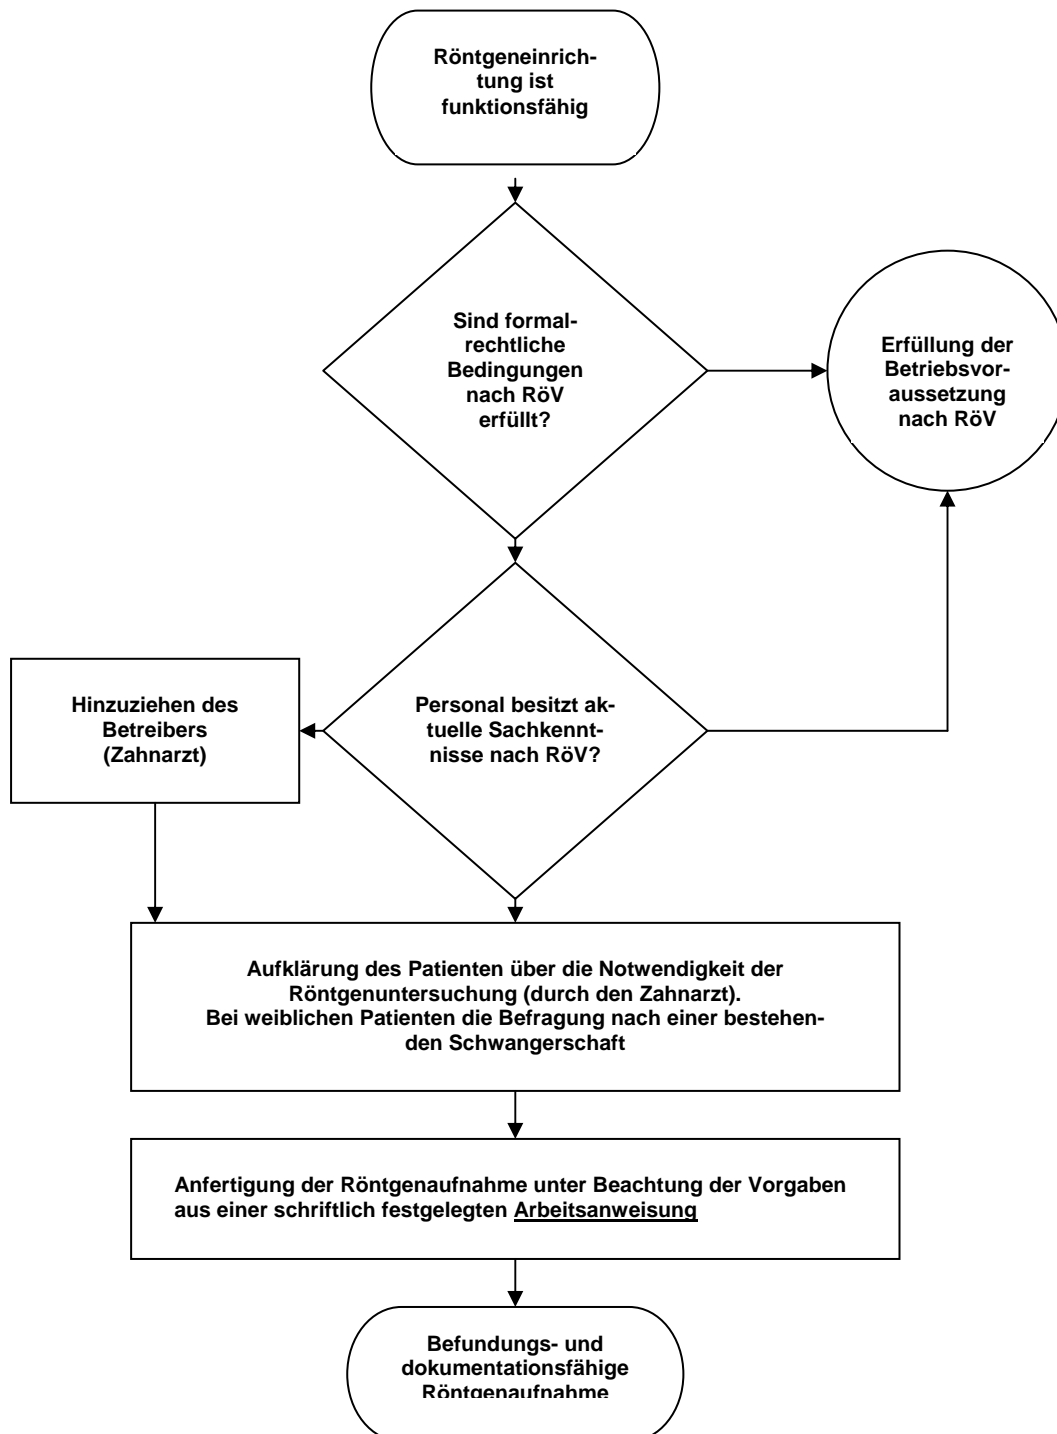 Röntgeneinrich-
tung ist
funktionsfähig
Sind formal-
rechtliche
Bedingungen
nach RöV
erfüllt?
Erfüllung der
Betriebsvor-
aussetzung
nach RöV
Hinzuziehen des
Betreibers
(Zahnarzt)
Personal besitzt ak-
tuelle Sachkennt-
nisse nach RöV?
Aufklärung des Patienten über die Notwendigkeit der
Röntgenuntersuchung (durch den Zahnarzt).
Bei weiblichen Patienten die Befragung nach einer bestehen-
den Schwangerschaft
Anfertigung der Röntgenaufnahme unter Beachtung der Vorgaben
aus einer schriftlich festgelegten Arbeitsanweisung
Befundungs- und
dokumentationsfähige
Röntgenaufnahme